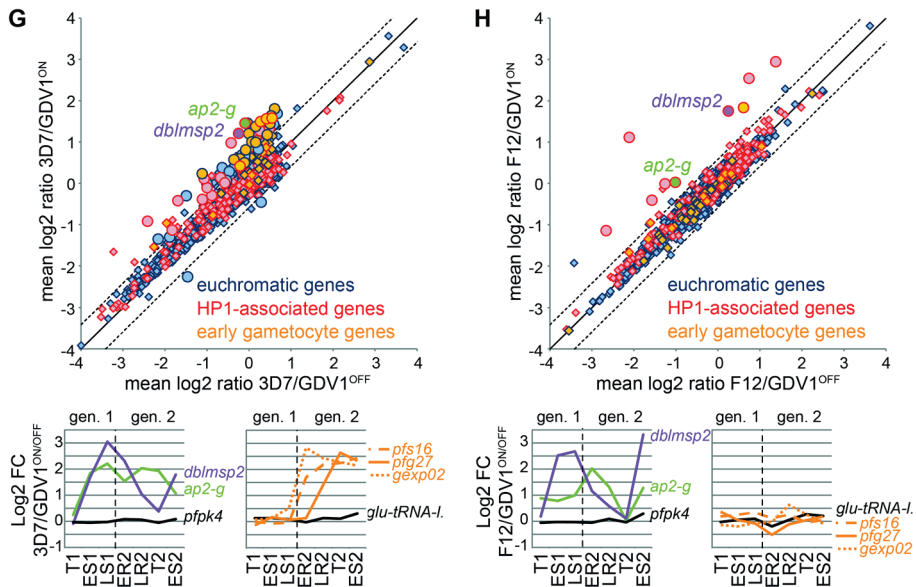 G
mean log2 ratio 3D7/GDV1ON
4
3
2
1
0
-1
-2
-3
-4
ap2-g
dblmsp2
euchromatic genes
HP1-associated genes
early gametocyte genes
-4 -3 -2 -1 0 1 2 3 4
mean log2 ratio 3D7/GDV1OFF
H
mean log2 ratio F12/GDV1ON
4
3
2
1
0
-1
-2
-3
-4
dblmsp2
ap2-g
euchromatic genes
HP1-associated genes
early gametocyte genes
-4 -3 -2 -1 0 1 2 3 4
mean log2 ratio F12/GDV1OFF
gen. 1 gen. 2
Log2 FC
3D7/GDV1ON/OFF
3
2
1
0
-1
dblmsp2
ap2-g
pfpk4
T1 ES1 LS1 ER2 LR2 T2 ES2
gen. 1 gen. 2
pfs16
pfg27
gexp02
glu-tRNA-l.
T1 ES1 LS1 ER2 LR2 T2 ES2
gen. 1 gen. 2
Log2 FC
F12/GDV1ON/OFF
3
2
1
0
-1
dblmsp2
ap2-g
pfpk4
T1 ES1 LS1 ER2 LR2 T2 ES2
gen. 1 gen. 2
glu-tRNA-l.
pfs16
pfg27
gexp02
T1 ES1 LS1 ER2 LR2 T2 ES2